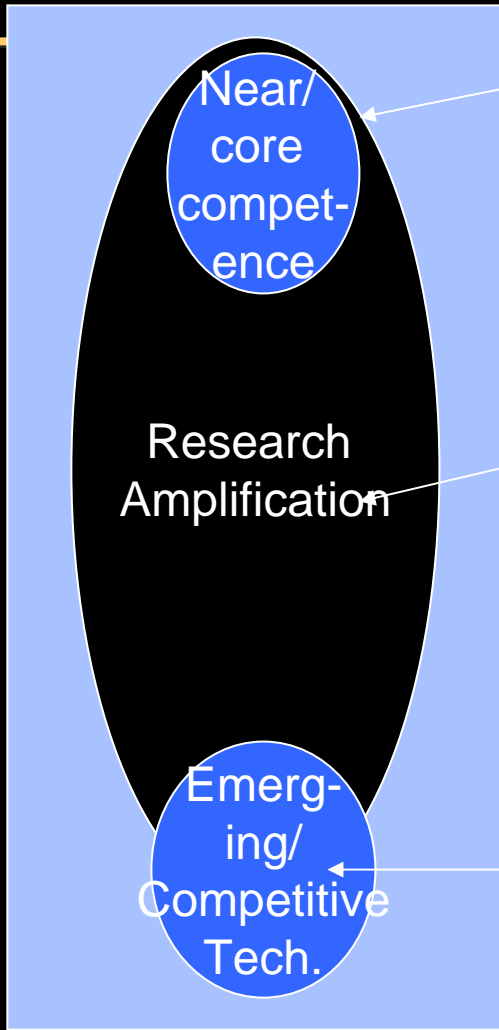 Near/
core
compet-
ence
Research
Amplification
Emerg-
ing/
Competitive
Tech.